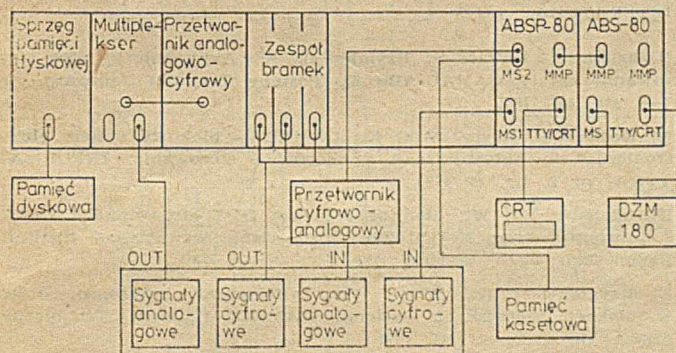 Sprzęg
pamięci
dyskowej
Multiple-
kser
Przetwor-
nik analo-
gowo-
cyfrowy
Zespół
bramek
ABSP-80
ABS-80
MS2
MMP
MMP
MMP
MS1
TTY/CRT
MS
TTY/CRT
Pamięć
dyskowa
Przetwornik
cyfrowo -
analogowy
CRT
DZM
180
OUT
OUT
IN
IN
Sygnały
analo-
gowe
Sygnały
cyfro-
we
Sygnały
analo-
gowe
Sygnały
cyfro-
we
Pamięć
kasetowa